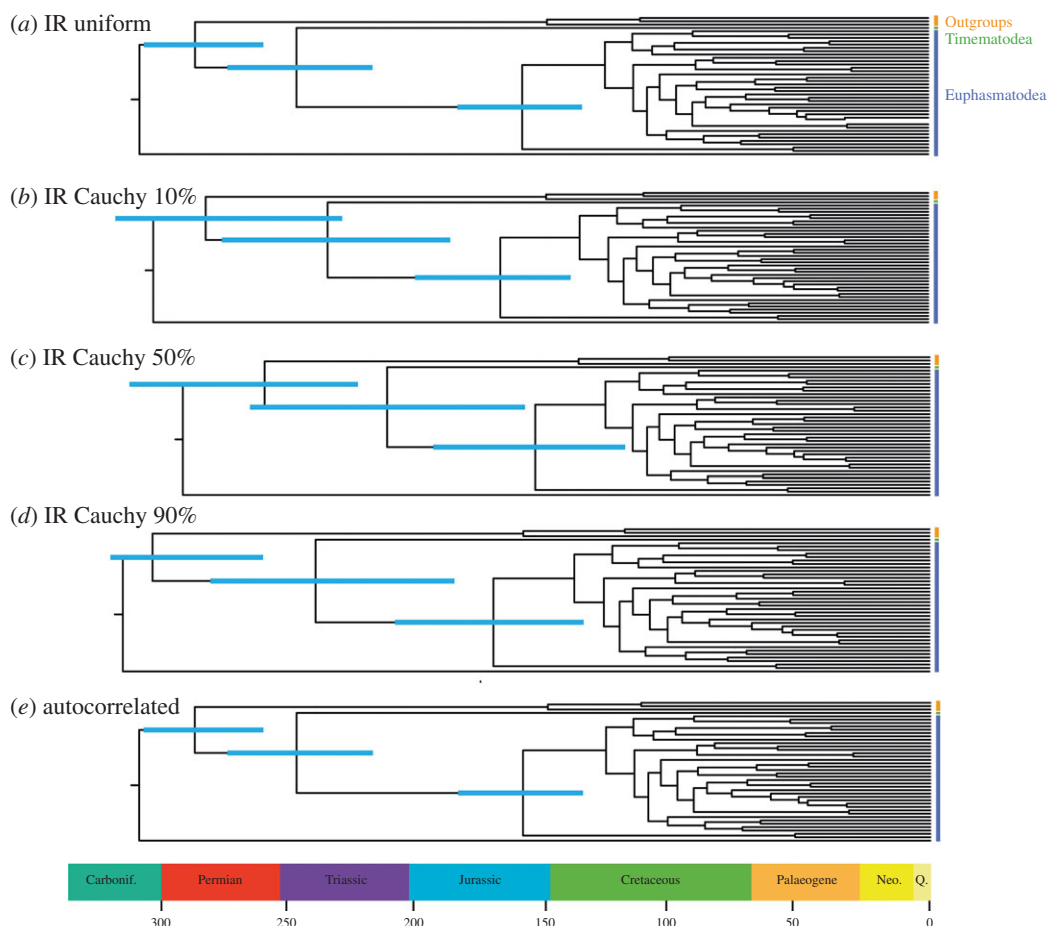 (a) IR uniform
Outgroups
Timematodea
Euphasmatodea
(b) IR Cauchy 10%
(c) IR Cauchy 50%
(d) IR Cauchy 90%
(e) autocorrelated
Carbonif. Permian Triassic Jurassic Cretaceous Palaeogene Neo. Q.
300 250 200 150 100 50 0